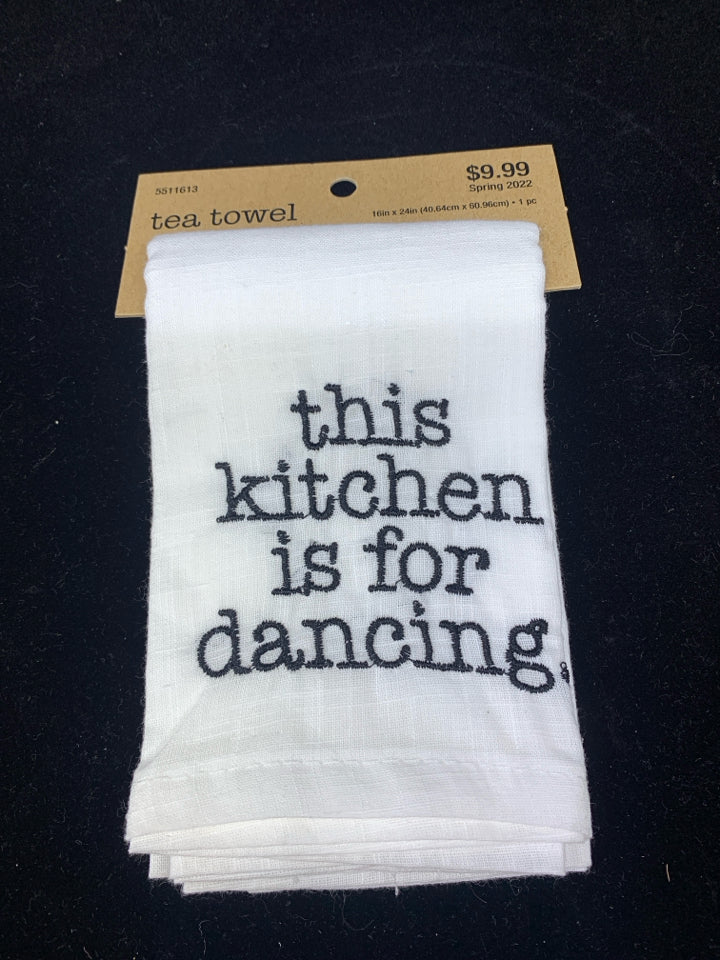 5511613
$9.99
Spring 2022
tea towel
16in x 24in (40.64cm x 60.96cm) • 1 pc
this
kitchen
is for
dancing.